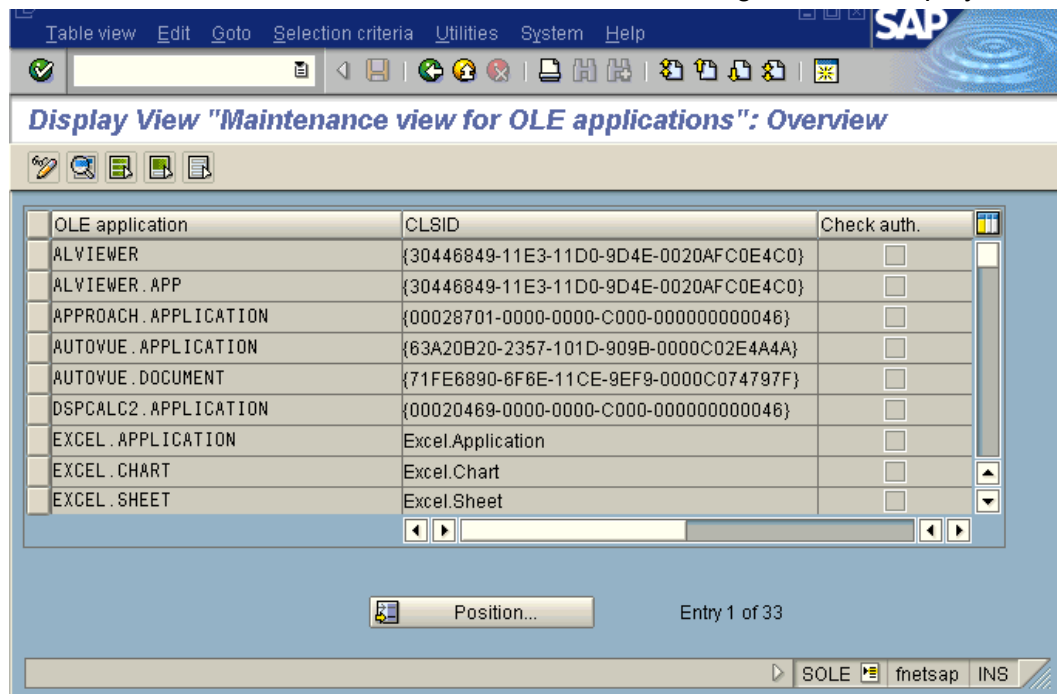 Table view Edit Goto Selection criteria Utilities System Help
SAP
Display View "Maintenance view for OLE applications": Overview
OLE application CLSID Check auth.
ALVIEWER {30446849-11E3-11D0-9D4E-0020AFC0E4C0}
ALVIEWER.APP {30446849-11E3-11D0-9D4E-0020AFC0E4C0}
APPROACH.APPLICATION {00028701-0000-0000-C000-000000000046}
AUTOVUE.APPLICATION {63A20B20-2357-101D-909B-0000C02E4A4A}
AUTOVUE.DOCUMENT {71FE6890-6F6E-11CE-9EF9-0000C074797F}
DSPCALC2.APPLICATION {00020469-0000-0000-C000-000000000046}
EXCEL.APPLICATION Excel.Application
EXCEL.CHART Excel.Chart
EXCEL.SHEET Excel.Sheet
Position... Entry 1 of 33
SOLE fnetsap INS